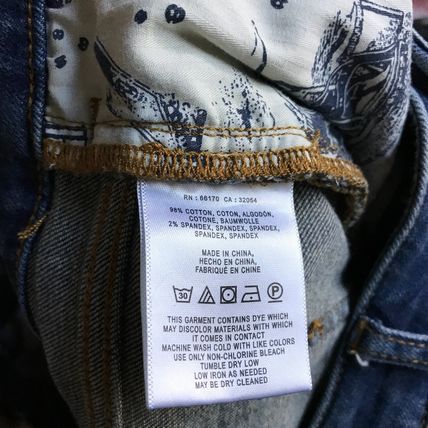 RN : 66170 CA : 32054
98% COTTON, COTON, ALGODÓN,
COTONE, BAUMWOLLE
2% SPANDEX, SPANDEX, SPANDEX,
SPANDEX, SPANDEX
MADE IN CHINA,
HECHO EN CHINA,
FABRIQUÉ EN CHINE
30
THIS GARMENT CONTAINS DYE WHICH
MAY DISCOLOR MATERIALS WITH WHICH
IT COMES IN CONTACT
MACHINE WASH COLD WITH LIKE COLORS
USE ONLY NON-CHLORINE BLEACH
TUMBLE DRY LOW
LOW IRON AS NEEDED
MAY BE DRY CLEANED